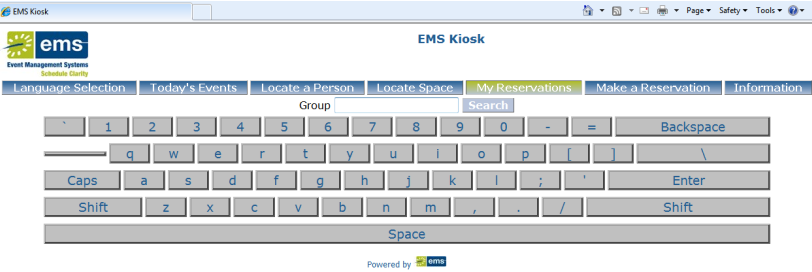 EMS Kiosk
Page Safety Tools
ems
Event Management Systems
Schedule Clarity
EMS Kiosk
Language Selection Today's Events Locate a Person Locate Space My Reservations Make a Reservation Information
Group Search
` 1 2 3 4 5 6 7 8 9 0 - = Backspace
q w e r t y u i o p [ ] \
Caps a s d f g h j k l ; ' Enter
Shift z x c v b n m , . / Shift
Space
Powered by ems